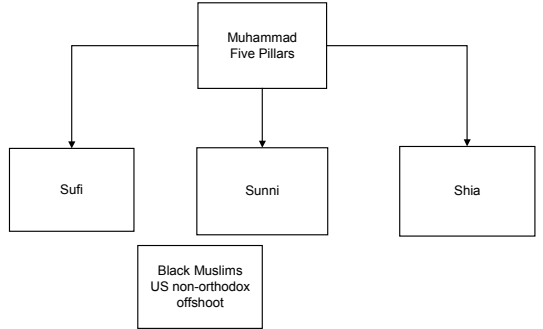 Muhammad
Five Pillars
Sufi
Sunni
Shia
Black Muslims
US non-orthodox
offshoot